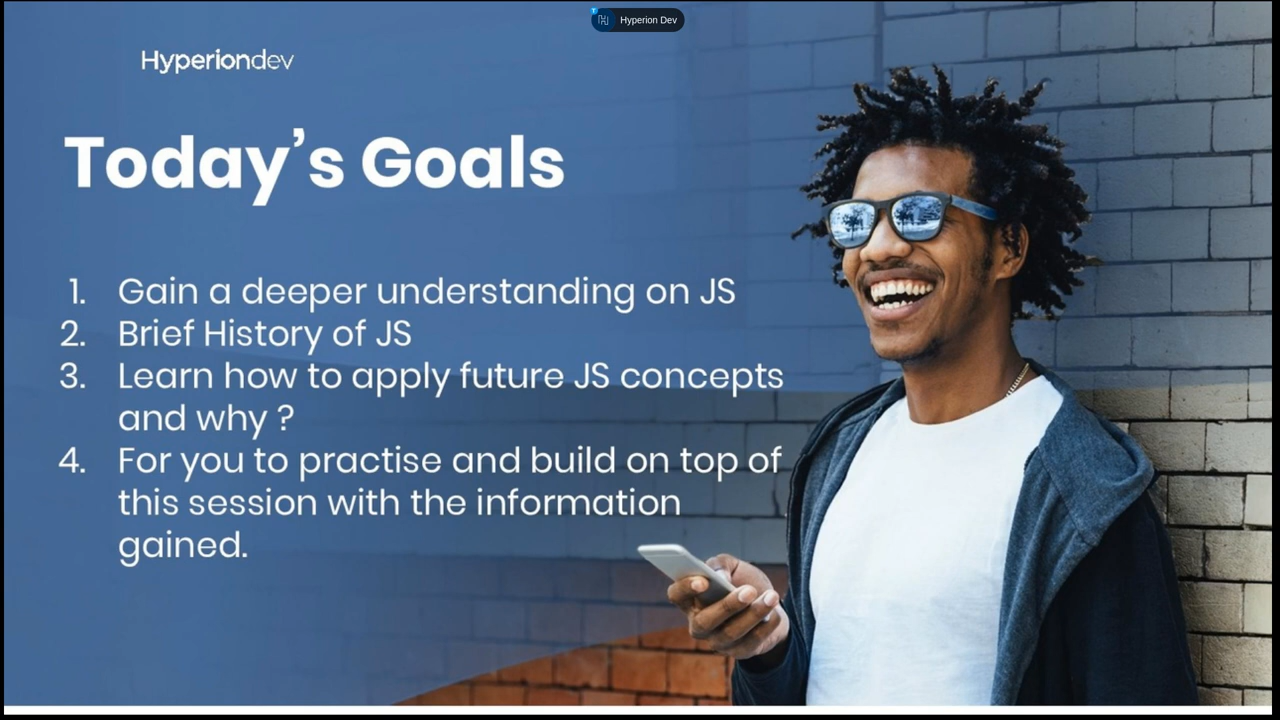 Hyperion Dev
Hyperiondev
Today's Goals
1. Gain a deeper understanding on JS
2. Brief History of JS
3. Learn how to apply future JS concepts
and why ?
4. For you to practise and build on top of
this session with the information
gained.